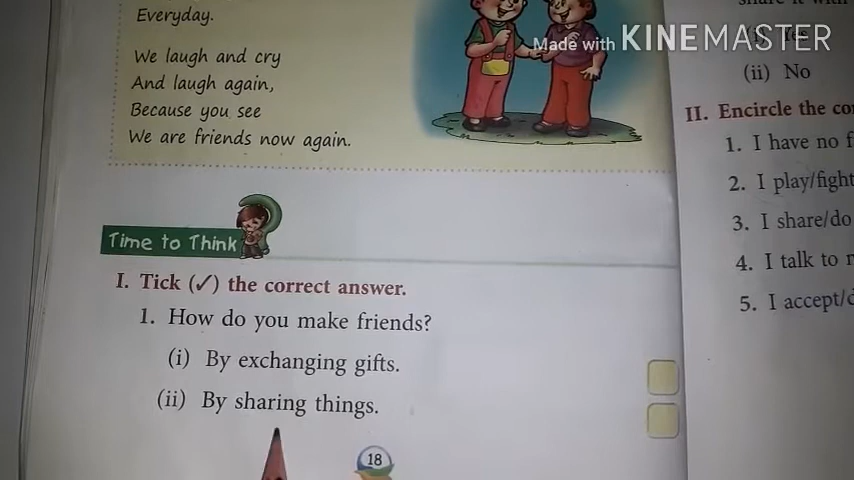 Everyday.
We laugh and cry
And laugh again,
Because you see
We are friends now again.
Made with KINEMASTER
Time to Think
I. Tick (✓) the correct answer.
1. How do you make friends?
(i) By exchanging gifts.
(ii) By sharing things.
18
(i) Yes
(ii) No
II. Encircle the
1. I have no
2. I play/fight
3. I share/do
4. I talk to
5. I accept/